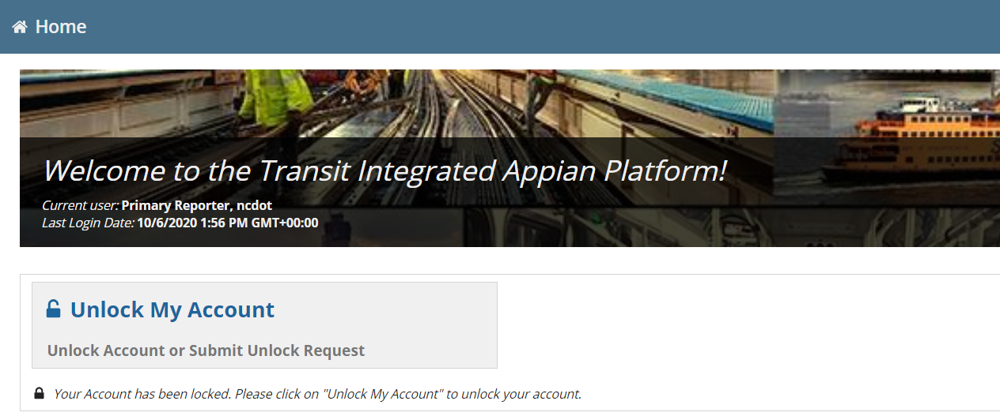 Home
Welcome to the Transit Integrated Appian Platform!
Current user: Primary Reporter, ncdot
Last Login Date: 10/6/2020 1:56 PM GMT+00:00
Unlock My Account
Unlock Account or Submit Unlock Request
Your Account has been locked. Please click on "Unlock My Account" to unlock your account.